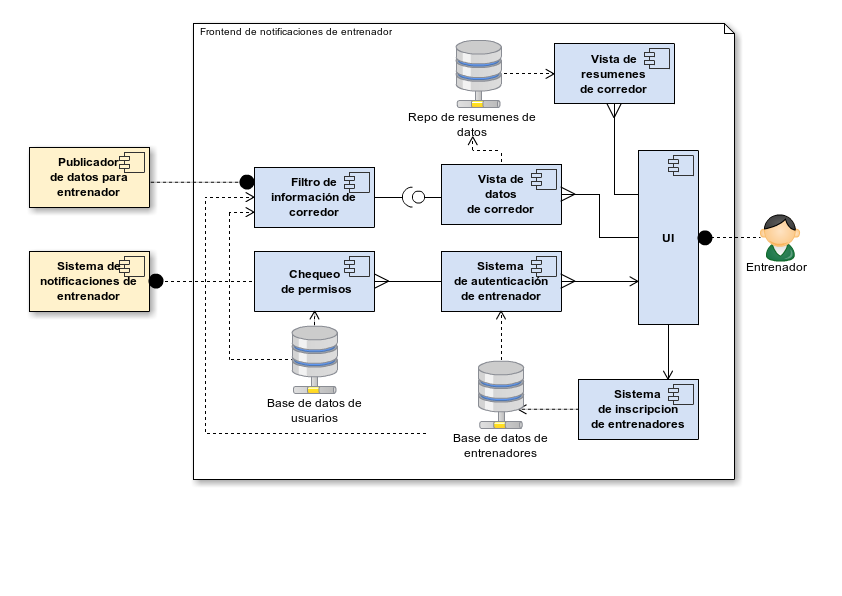 Frontend de notificaciones de entrenador
Vista de
resumenes
de corredor
Repo de resumenes de
datos
Publicador
de datos para
entrenador
Filtro de
información de
corredor
Vista de
datos
de corredor
UI
Entrenador
Sistema de
notificaciones de
entrenador
Chequeo
de permisos
Sistema
de autenticación
de entrenador
Base de datos de
usuarios
Sistema
de inscripcion
de entrenadores
Base de datos de
entrenadores